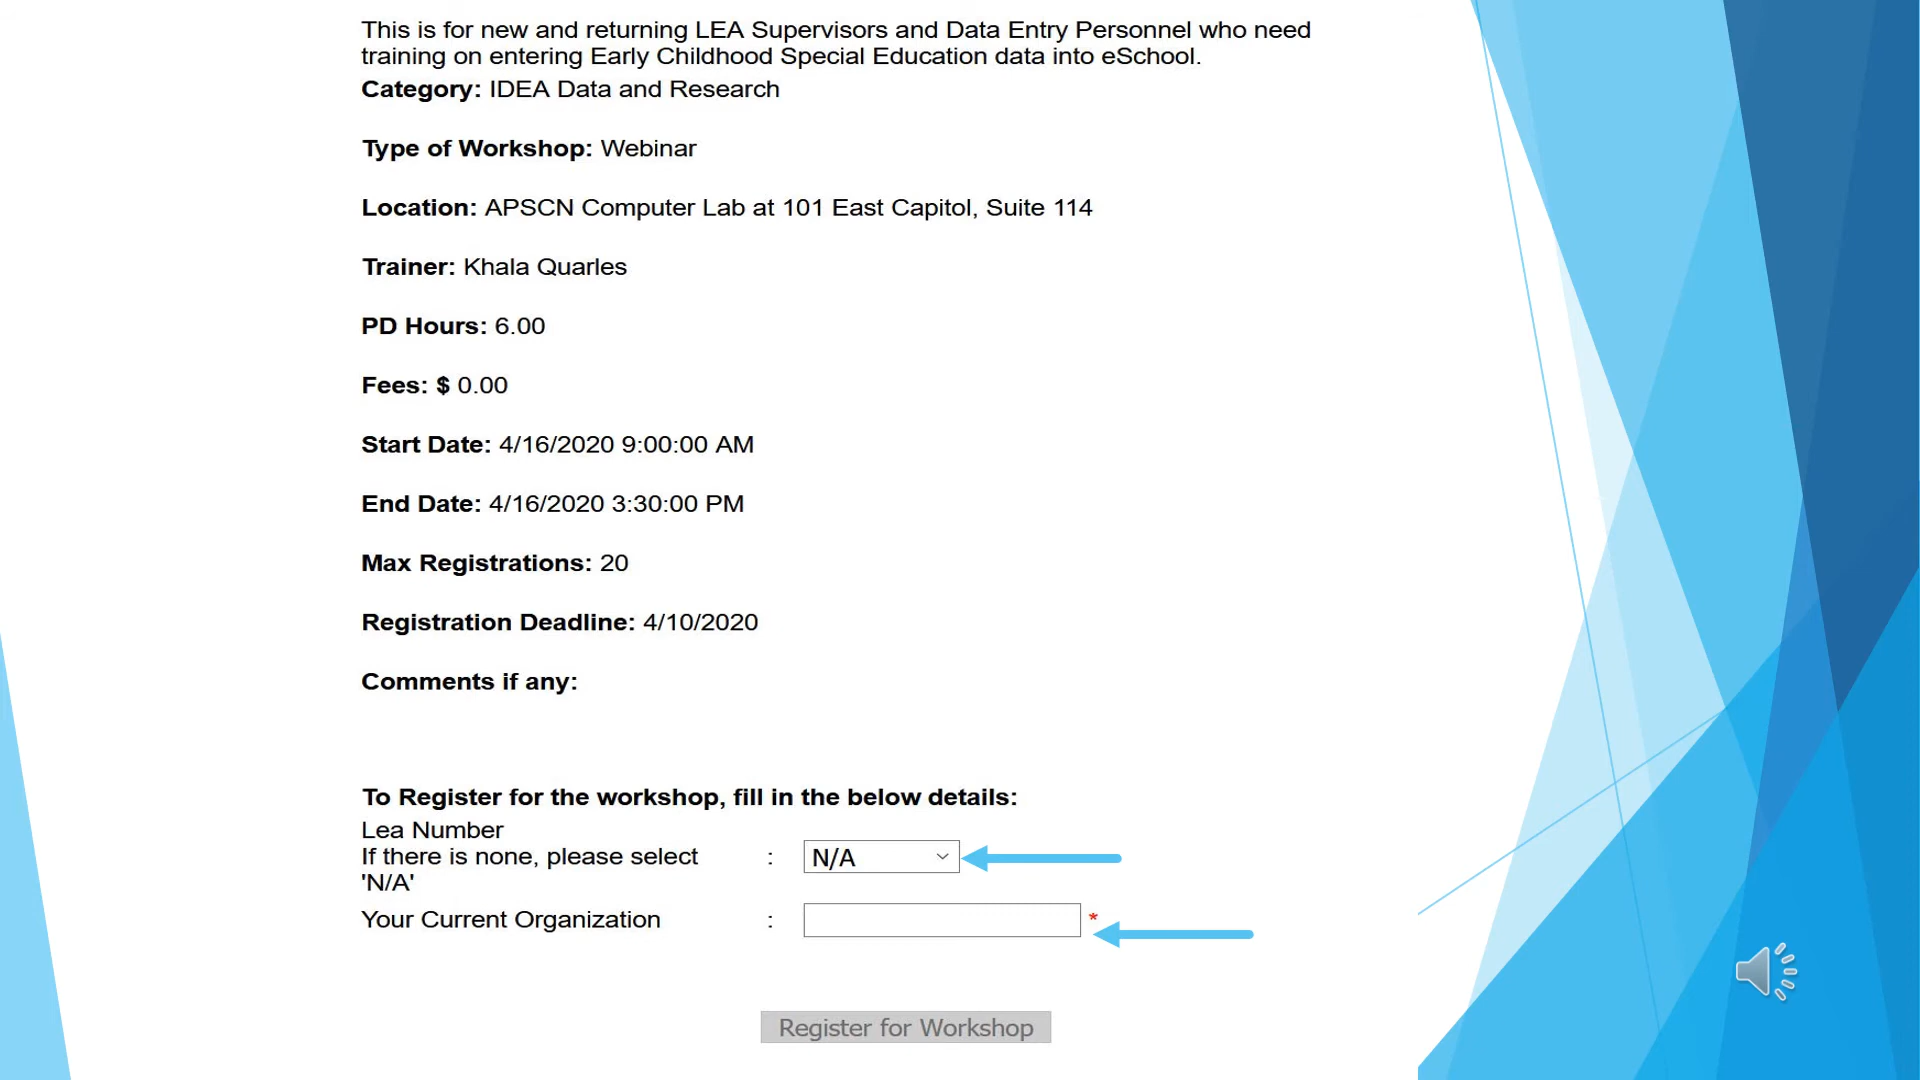 This is for new and returning LEA Supervisors and Data Entry Personnel who need
training on entering Early Childhood Special Education data into eSchool.
Category: IDEA Data and Research
Type of Workshop: Webinar
Location: APSCN Computer Lab at 101 East Capitol, Suite 114
Trainer: Khala Quarles
PD Hours: 6.00
Fees: $ 0.00
Start Date: 4/16/2020 9:00:00 AM
End Date: 4/16/2020 3:30:00 PM
Max Registrations: 20
Registration Deadline: 4/10/2020
Comments if any:
To Register for the workshop, fill in the below details:
Lea Number
If there is none, please select : N/A
'N/A'
Your Current Organization : *
Register for Workshop